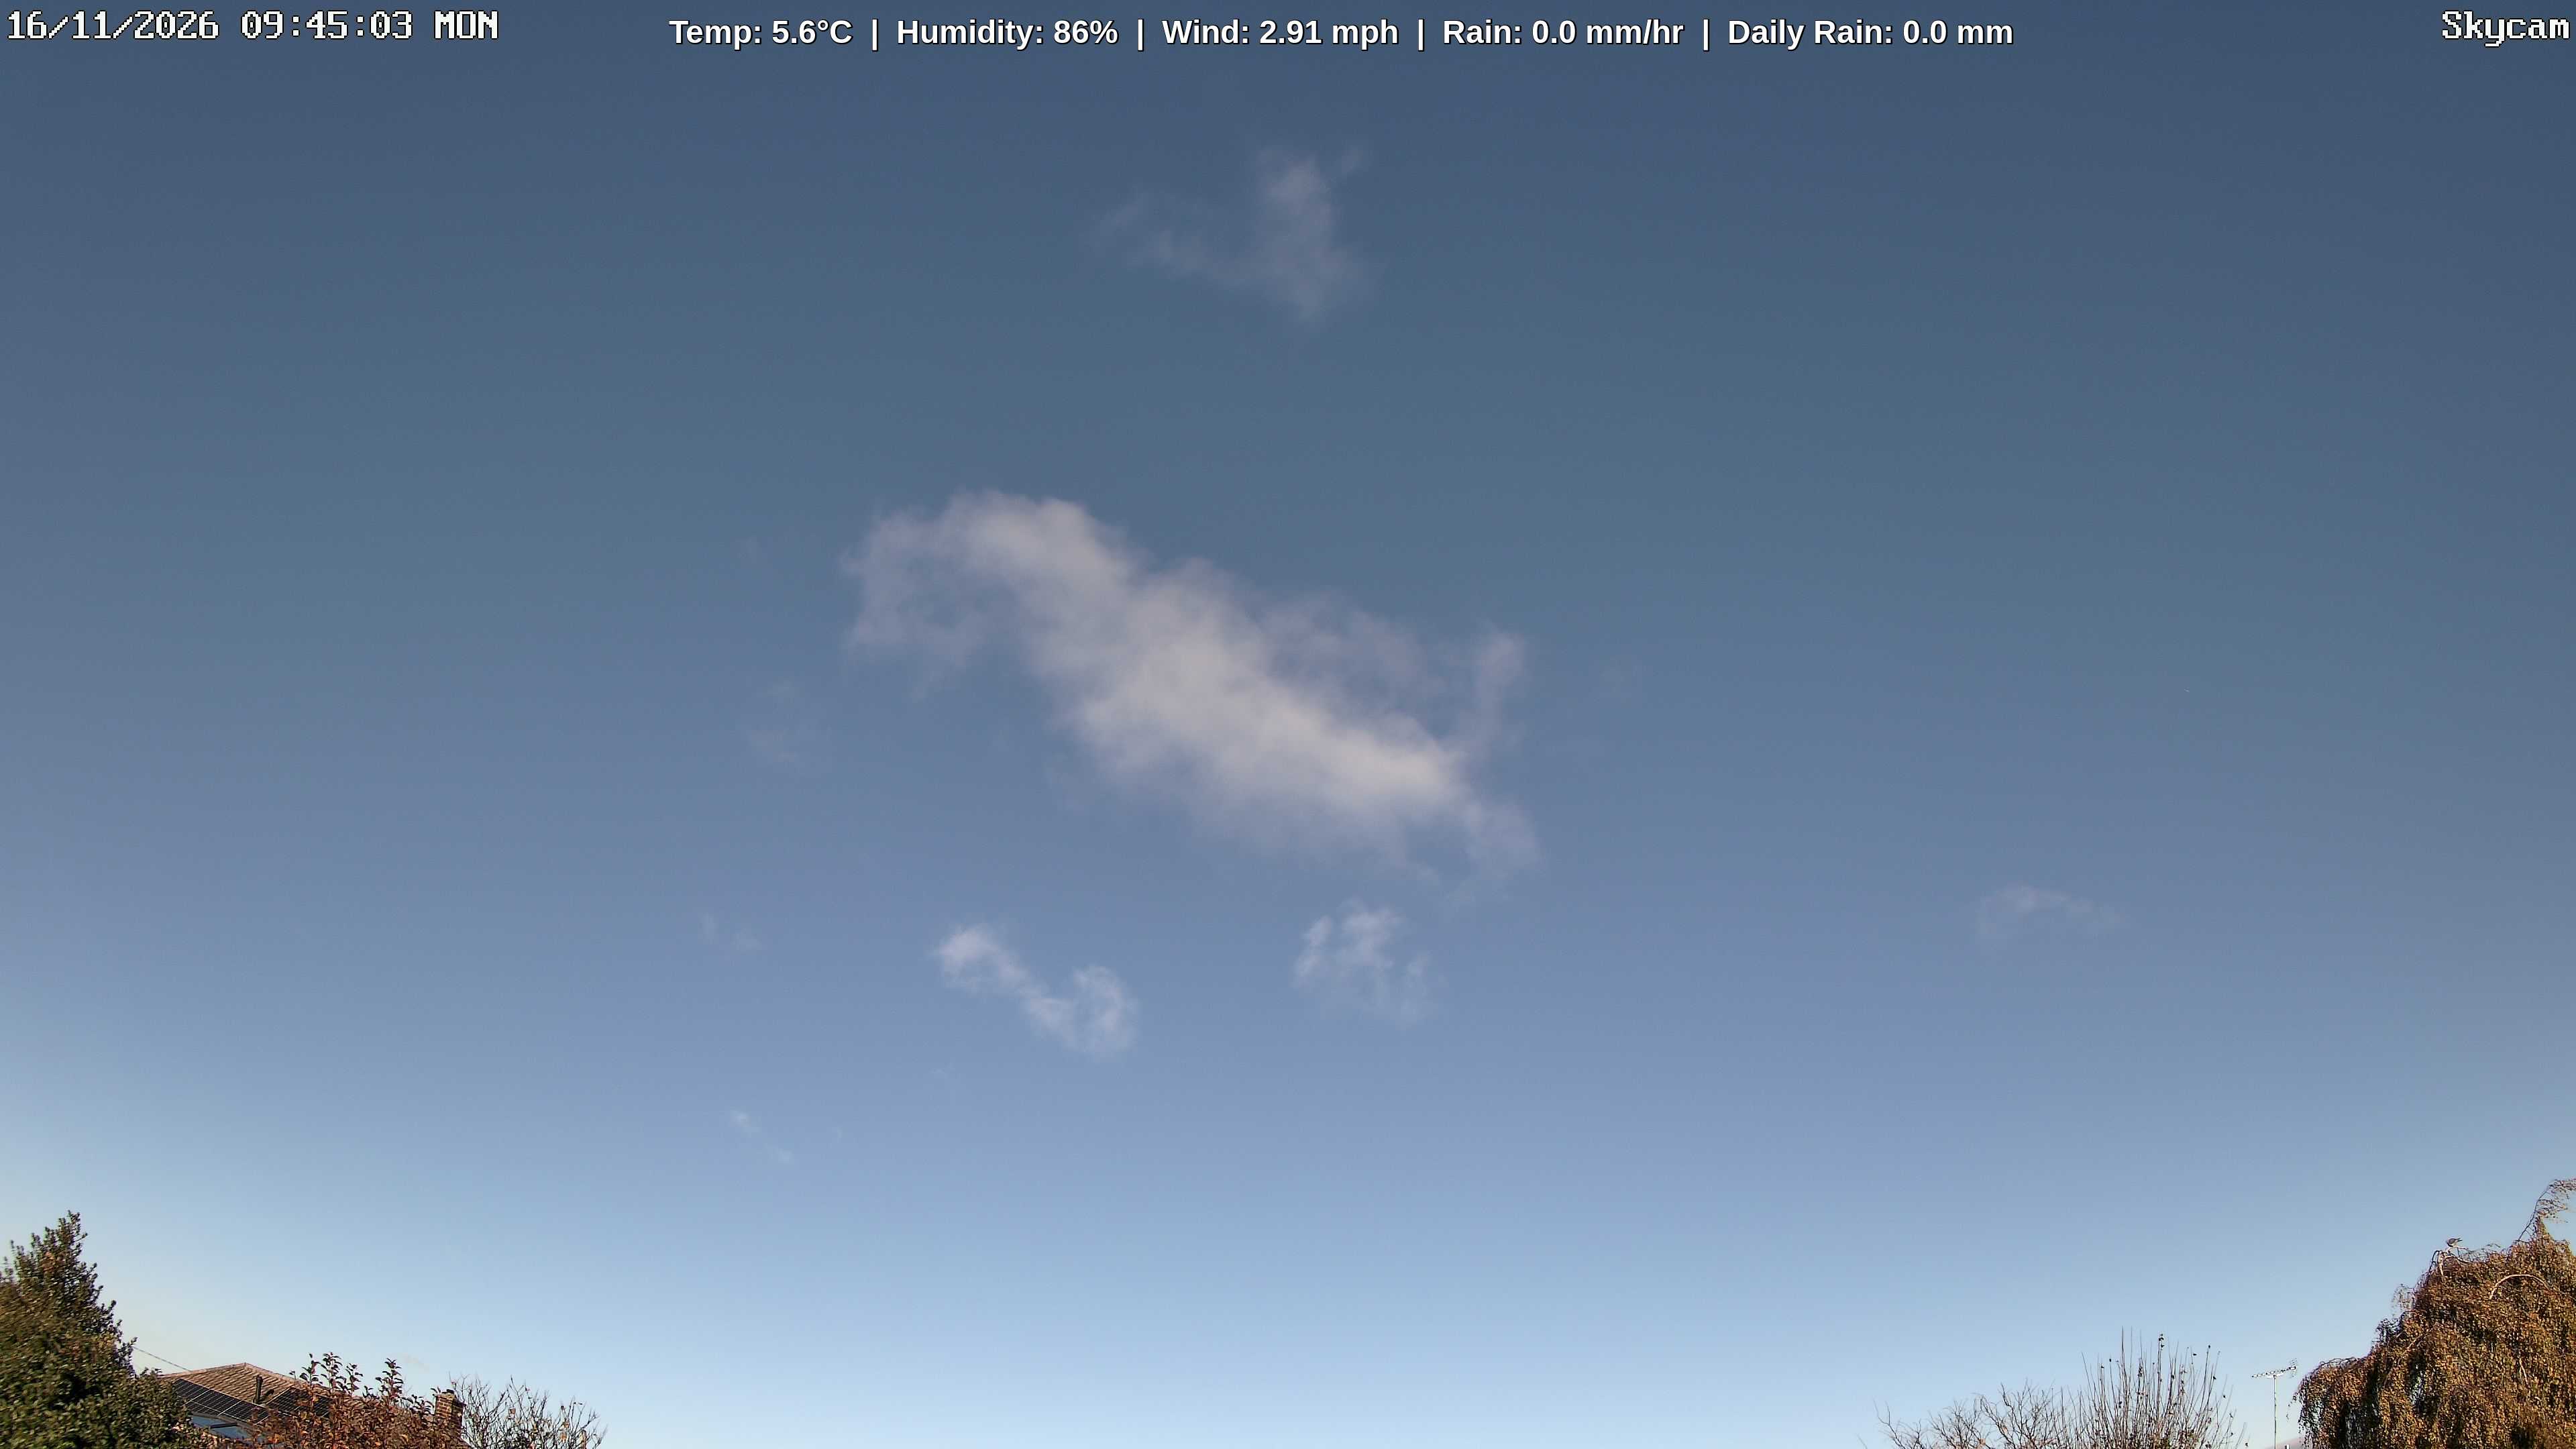 16/11/2026 09:45:03 MON
Temp: 5.6°C | Humidity: 86% | Wind: 2.91 mph | Rain: 0.0 mm/hr | Daily Rain: 0.0 mm
Skycam